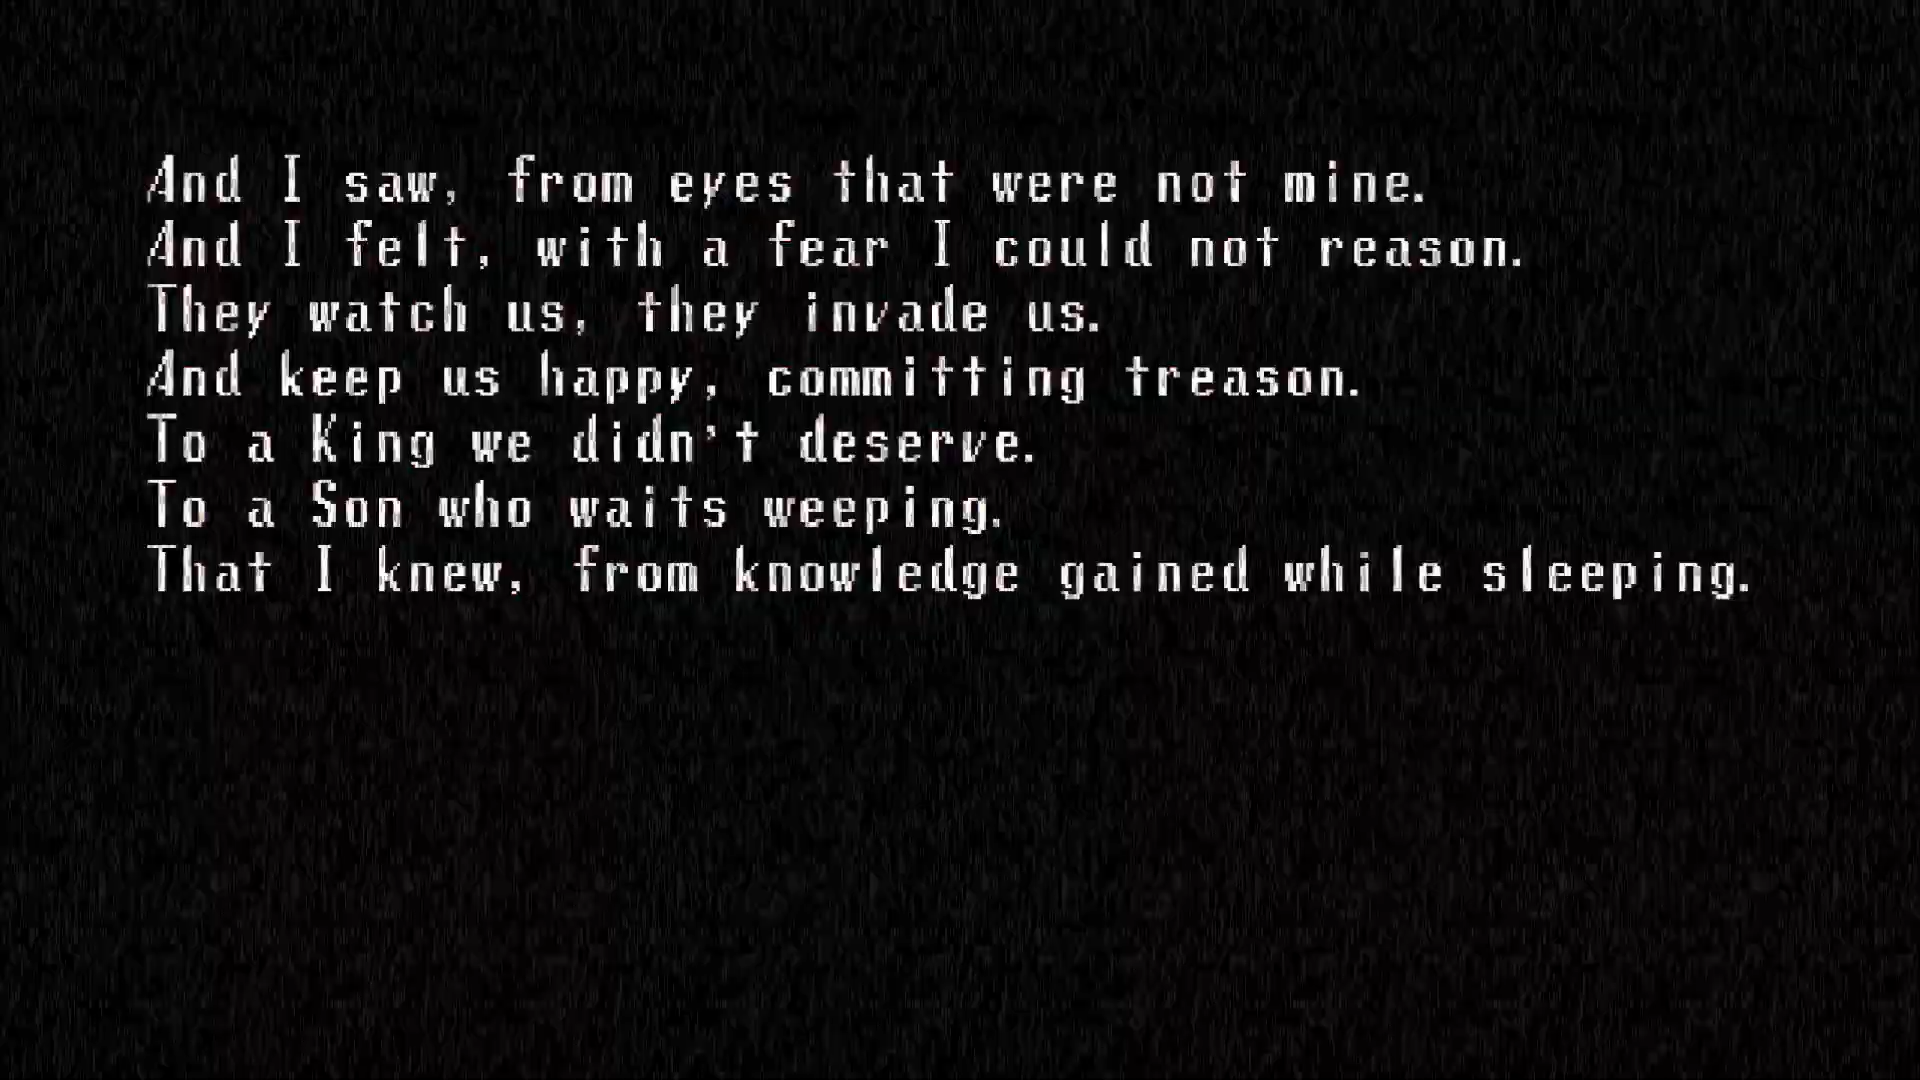 And I saw, from eyes that were not mine.
And I felt, with a fear I could not reason.
They watch us, they invade us.
And keep us happy, committing treason.
To a King we didn't deserve.
To a Son who waits weeping.
That I knew, from knowledge gained while sleeping.